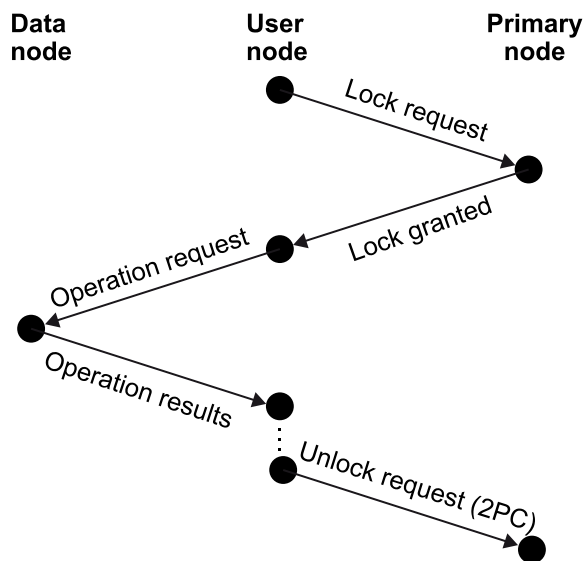 Data
node
User
node
Primary
node
Lock request
Lock granted
Operation request
Operation results
Unlock request (2PC)